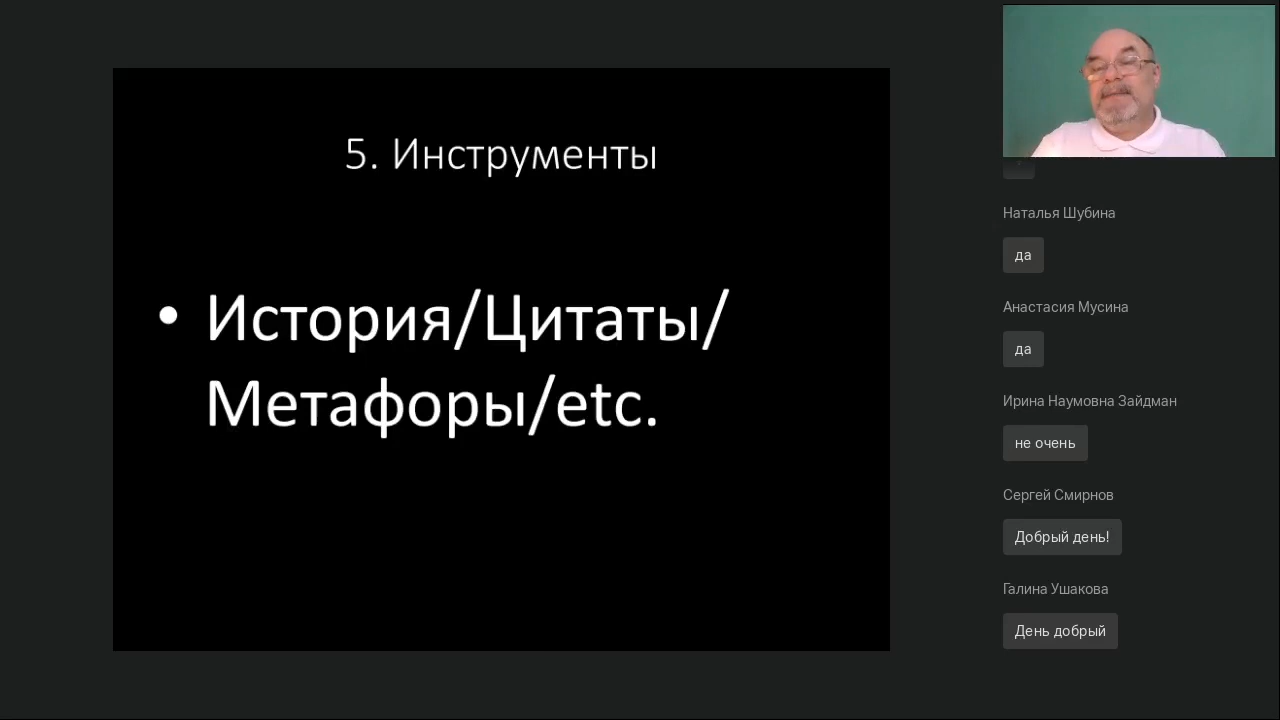 5. Инструменты
• История/Цитаты/
Метафоры/etc.
Наталья Шубина
да
Анастасия Мусина
да
Ирина Наумовна Зайдман
не очень
Сергей Смирнов
Добрый день!
Галина Ушакова
День добрый